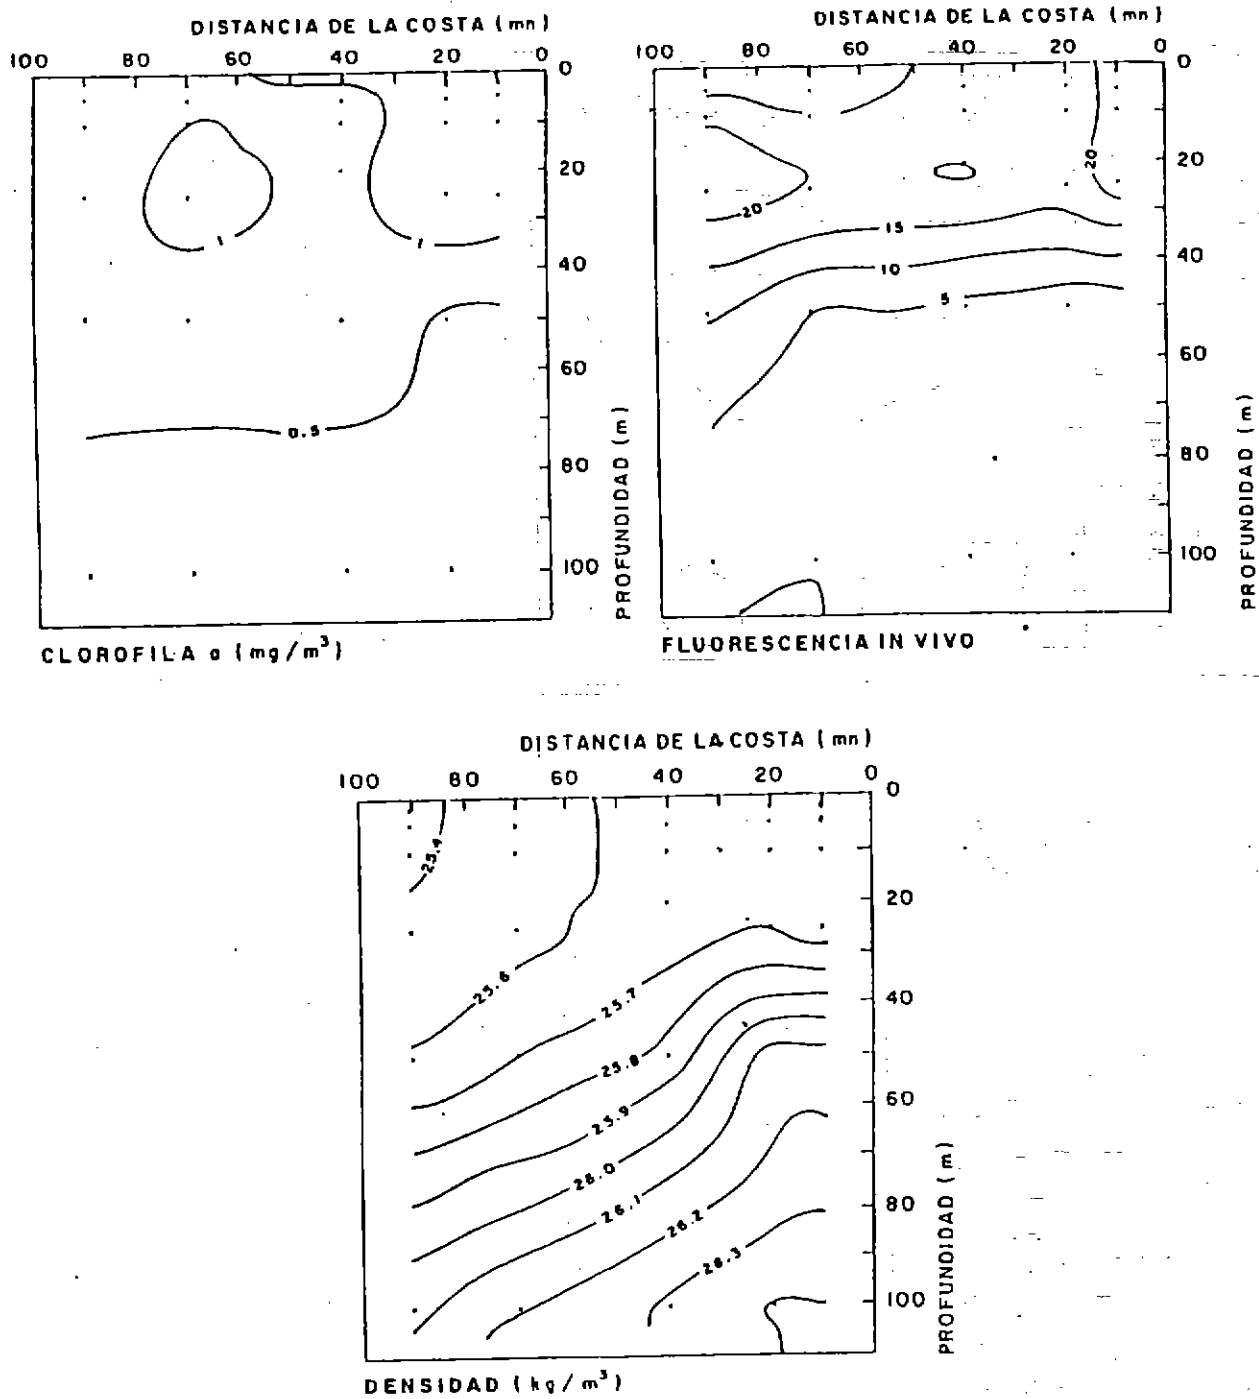 DISTANCIA DE LA COSTA (mn)
100 80 60 40 20 0
0
20
40
60
80
100
PROFUNDIDAD (m)
1
1
0.5
CLOROFILA a (mg/m³)
DISTANCIA DE LA COSTA (mn)
100 80 60 40 20 0
0
20
40
60
80
100
PROFUNDIDAD (m)
20
20
15
10
5
FLUORESCENCIA IN VIVO
DISTANCIA DE LA COSTA (mn)
100 80 60 40 20 0
0
20
40
60
80
100
PROFUNDIDAD (m)
25.4
25.6
25.7
25.8
25.9
26.0
26.1
26.2
26.3
DENSIDAD (kg/m³)